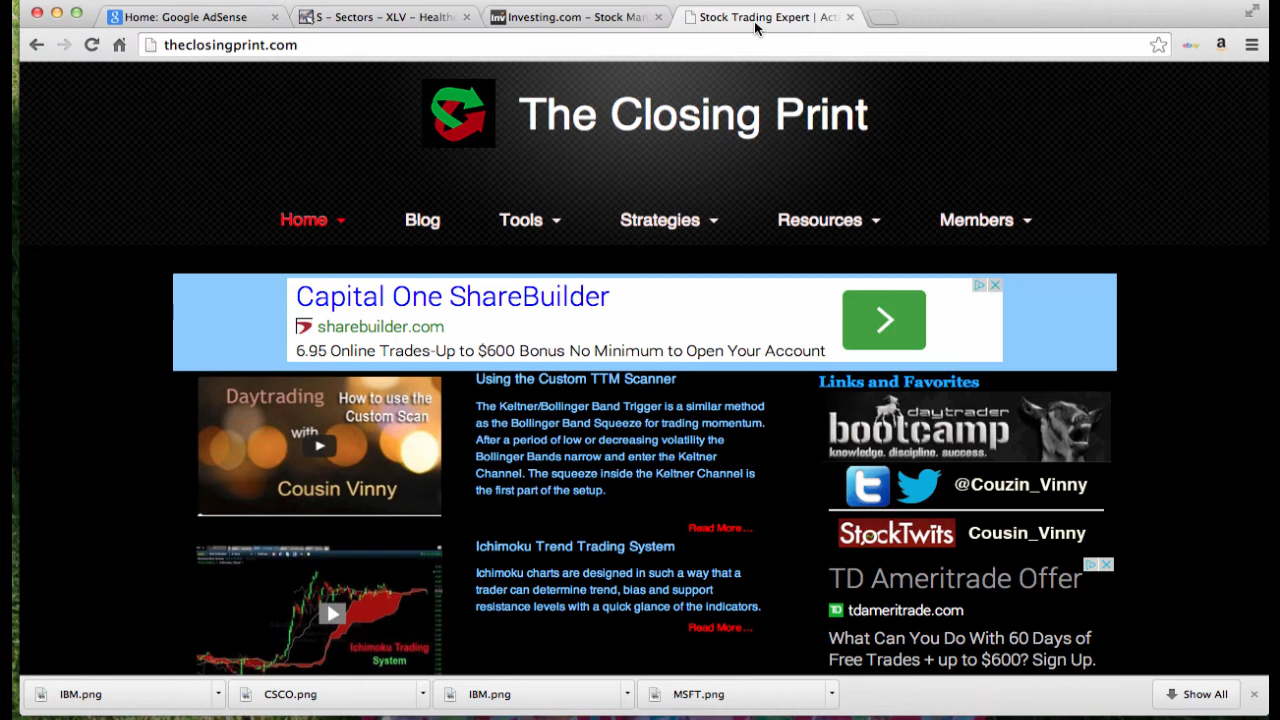 Home: Google AdSense
S – Sectors – XLV – Health
Investing.com – Stock Mar
Stock Trading Expert | Act
theclosingprint.com
ebay
a
The Closing Print
Home
Blog
Tools
Strategies
Resources
Members
Capital One ShareBuilder
sharebuilder.com
6.95 Online Trades-Up to $600 Bonus No Minimum to Open Your Account
Daytrading
How to use the
Custom Scan
with
Cousin Vinny
Using the Custom TTM Scanner
The Keltner/Bollinger Band Trigger is a similar method
as the Bollinger Band Squeeze for trading momentum.
After a period of low or decreasing volatility the
Bollinger Bands narrow and enter the Keltner
Channel. The squeeze inside the Keltner Channel is
the first part of the setup.
Read More...
Ichimoku Trading
System
Ichimoku Trend Trading System
Ichimoku charts are designed in such a way that a
trader can determine trend, bias and support
resistance levels with a quick glance of the indicators.
Read More...
Links and Favorites
daytrader
bootcamp
knowledge. discipline. success.
@Couzin_Vinny
StockTwits
Cousin_Vinny
TD Ameritrade Offer
tdameritrade.com
What Can You Do With 60 Days of
Free Trades + up to $600? Sign Up.
IBM.png
CSCO.png
IBM.png
MSFT.png
Show All